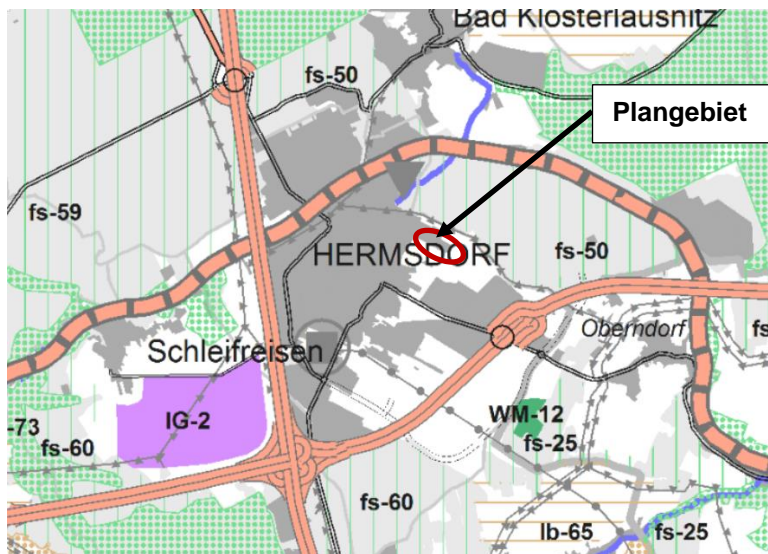 Bad Klosterlausnitz
fs-50
Plangebiet
fs-59
HERMSDORF
fs-50
Oberndorf
fs
Schleifreisen
IG-2
WM-12
-73
fs-60
fs-25
fs-60
lb-65
fs-25